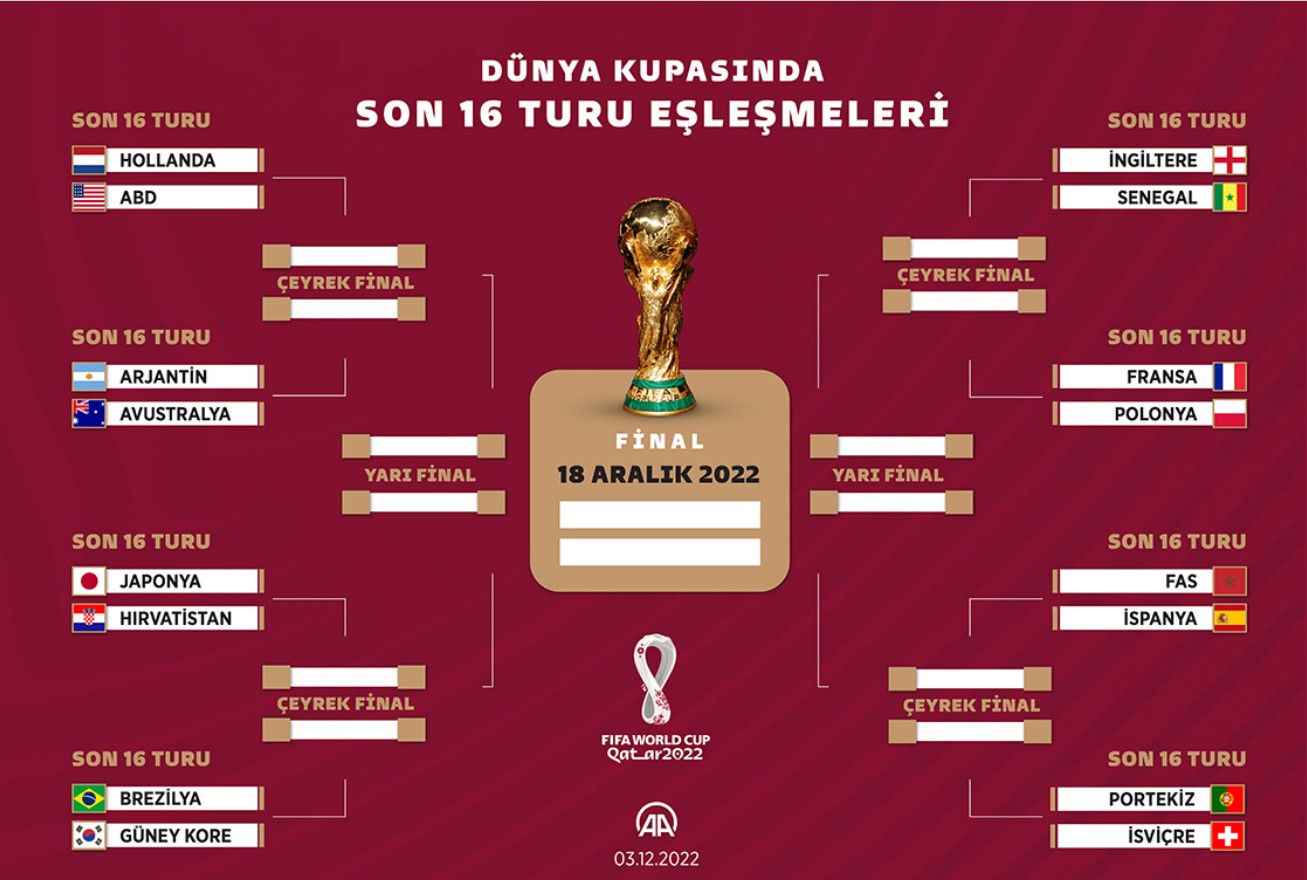 DÜNYA KUPASINDA
SON 16 TURU EŞLEŞMELERİ
SON 16 TURU
HOLLANDA
ABD
ÇEYREK FİNAL
SON 16 TURU
ARJANTİN
AVUSTRALYA
YARI FİNAL
SON 16 TURU
JAPONYA
HIRVATİSTAN
ÇEYREK FİNAL
SON 16 TURU
BREZİLYA
GÜNEY KORE
FİNAL
18 ARALIK 2022
FIFA WORLD CUP
Qatar2022
AA
03.12.2022
SON 16 TURU
İNGİLTERE
SENEGAL
ÇEYREK FİNAL
SON 16 TURU
FRANSA
POLONYA
YARI FİNAL
SON 16 TURU
FAS
İSPANYA
ÇEYREK FİNAL
SON 16 TURU
PORTEKİZ
İSVİÇRE